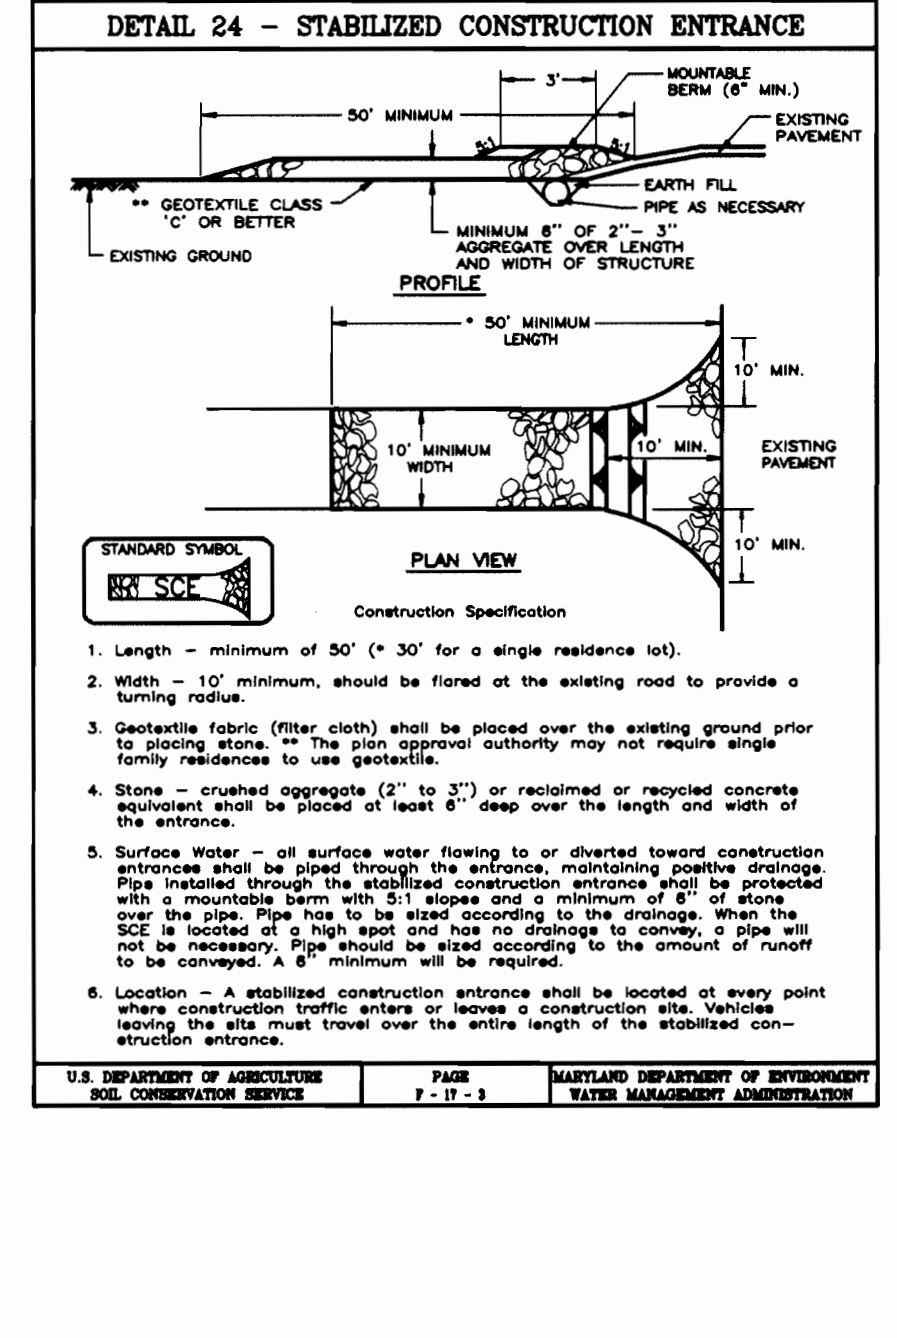 DETAIL 24 - STABILIZED CONSTRUCTION ENTRANCE
3'
MOUNTABLE
BERM (6" MIN.)
50' MINIMUM
EXISTING
PAVEMENT
5:1
5:1
** GEOTEXTILE CLASS
'C' OR BETTER
EARTH FILL
PIPE AS NECESSARY
EXISTING GROUND
MINIMUM 6" OF 2"- 3"
AGGREGATE OVER LENGTH
AND WIDTH OF STRUCTURE
PROFILE
* 50' MINIMUM
LENGTH
10' MIN.
10' MINIMUM
WIDTH
10' MIN.
EXISTING
PAVEMENT
10' MIN.
STANDARD SYMBOL
SCE
PLAN VIEW
Construction Specification
1. Length - minimum of 50' (* 30' for a single residence lot).
2. Width - 10' minimum, should be flared at the existing road to provide a
turning radius.
3. Geotextile fabric (filter cloth) shall be placed over the existing ground prior
to placing stone. ** The plan approval authority may not require single
family residences to use geotextile.
4. Stone - crushed aggregate (2" to 3") or reclaimed or recycled concrete
equivalent shall be placed at least 6" deep over the length and width of
the entrance.
5. Surface Water - all surface water flowing to or diverted toward construction
entrances shall be piped through the entrance, maintaining positive drainage.
Pipe installed through the stabilized construction entrance shall be protected
with a mountable berm with 5:1 slopes and a minimum of 6" of stone
over the pipe. Pipe has to be sized according to the drainage. When the
SCE is located at a high spot and has no drainage to convey, a pipe will
not be necessary. Pipe should be sized according to the amount of runoff
to be conveyed. A 6" minimum will be required.
6. Location - A stabilized construction entrance shall be located at every point
where construction traffic enters or leaves a construction site. Vehicles
leaving the site must travel over the entire length of the stabilized con-
struction entrance.
U.S. DEPARTMENT OF AGRICULTURE
SOIL CONSERVATION SERVICE
PAGE
F - 17 - 3
MARYLAND DEPARTMENT OF ENVIRONMENT
WATER MANAGEMENT ADMINISTRATION